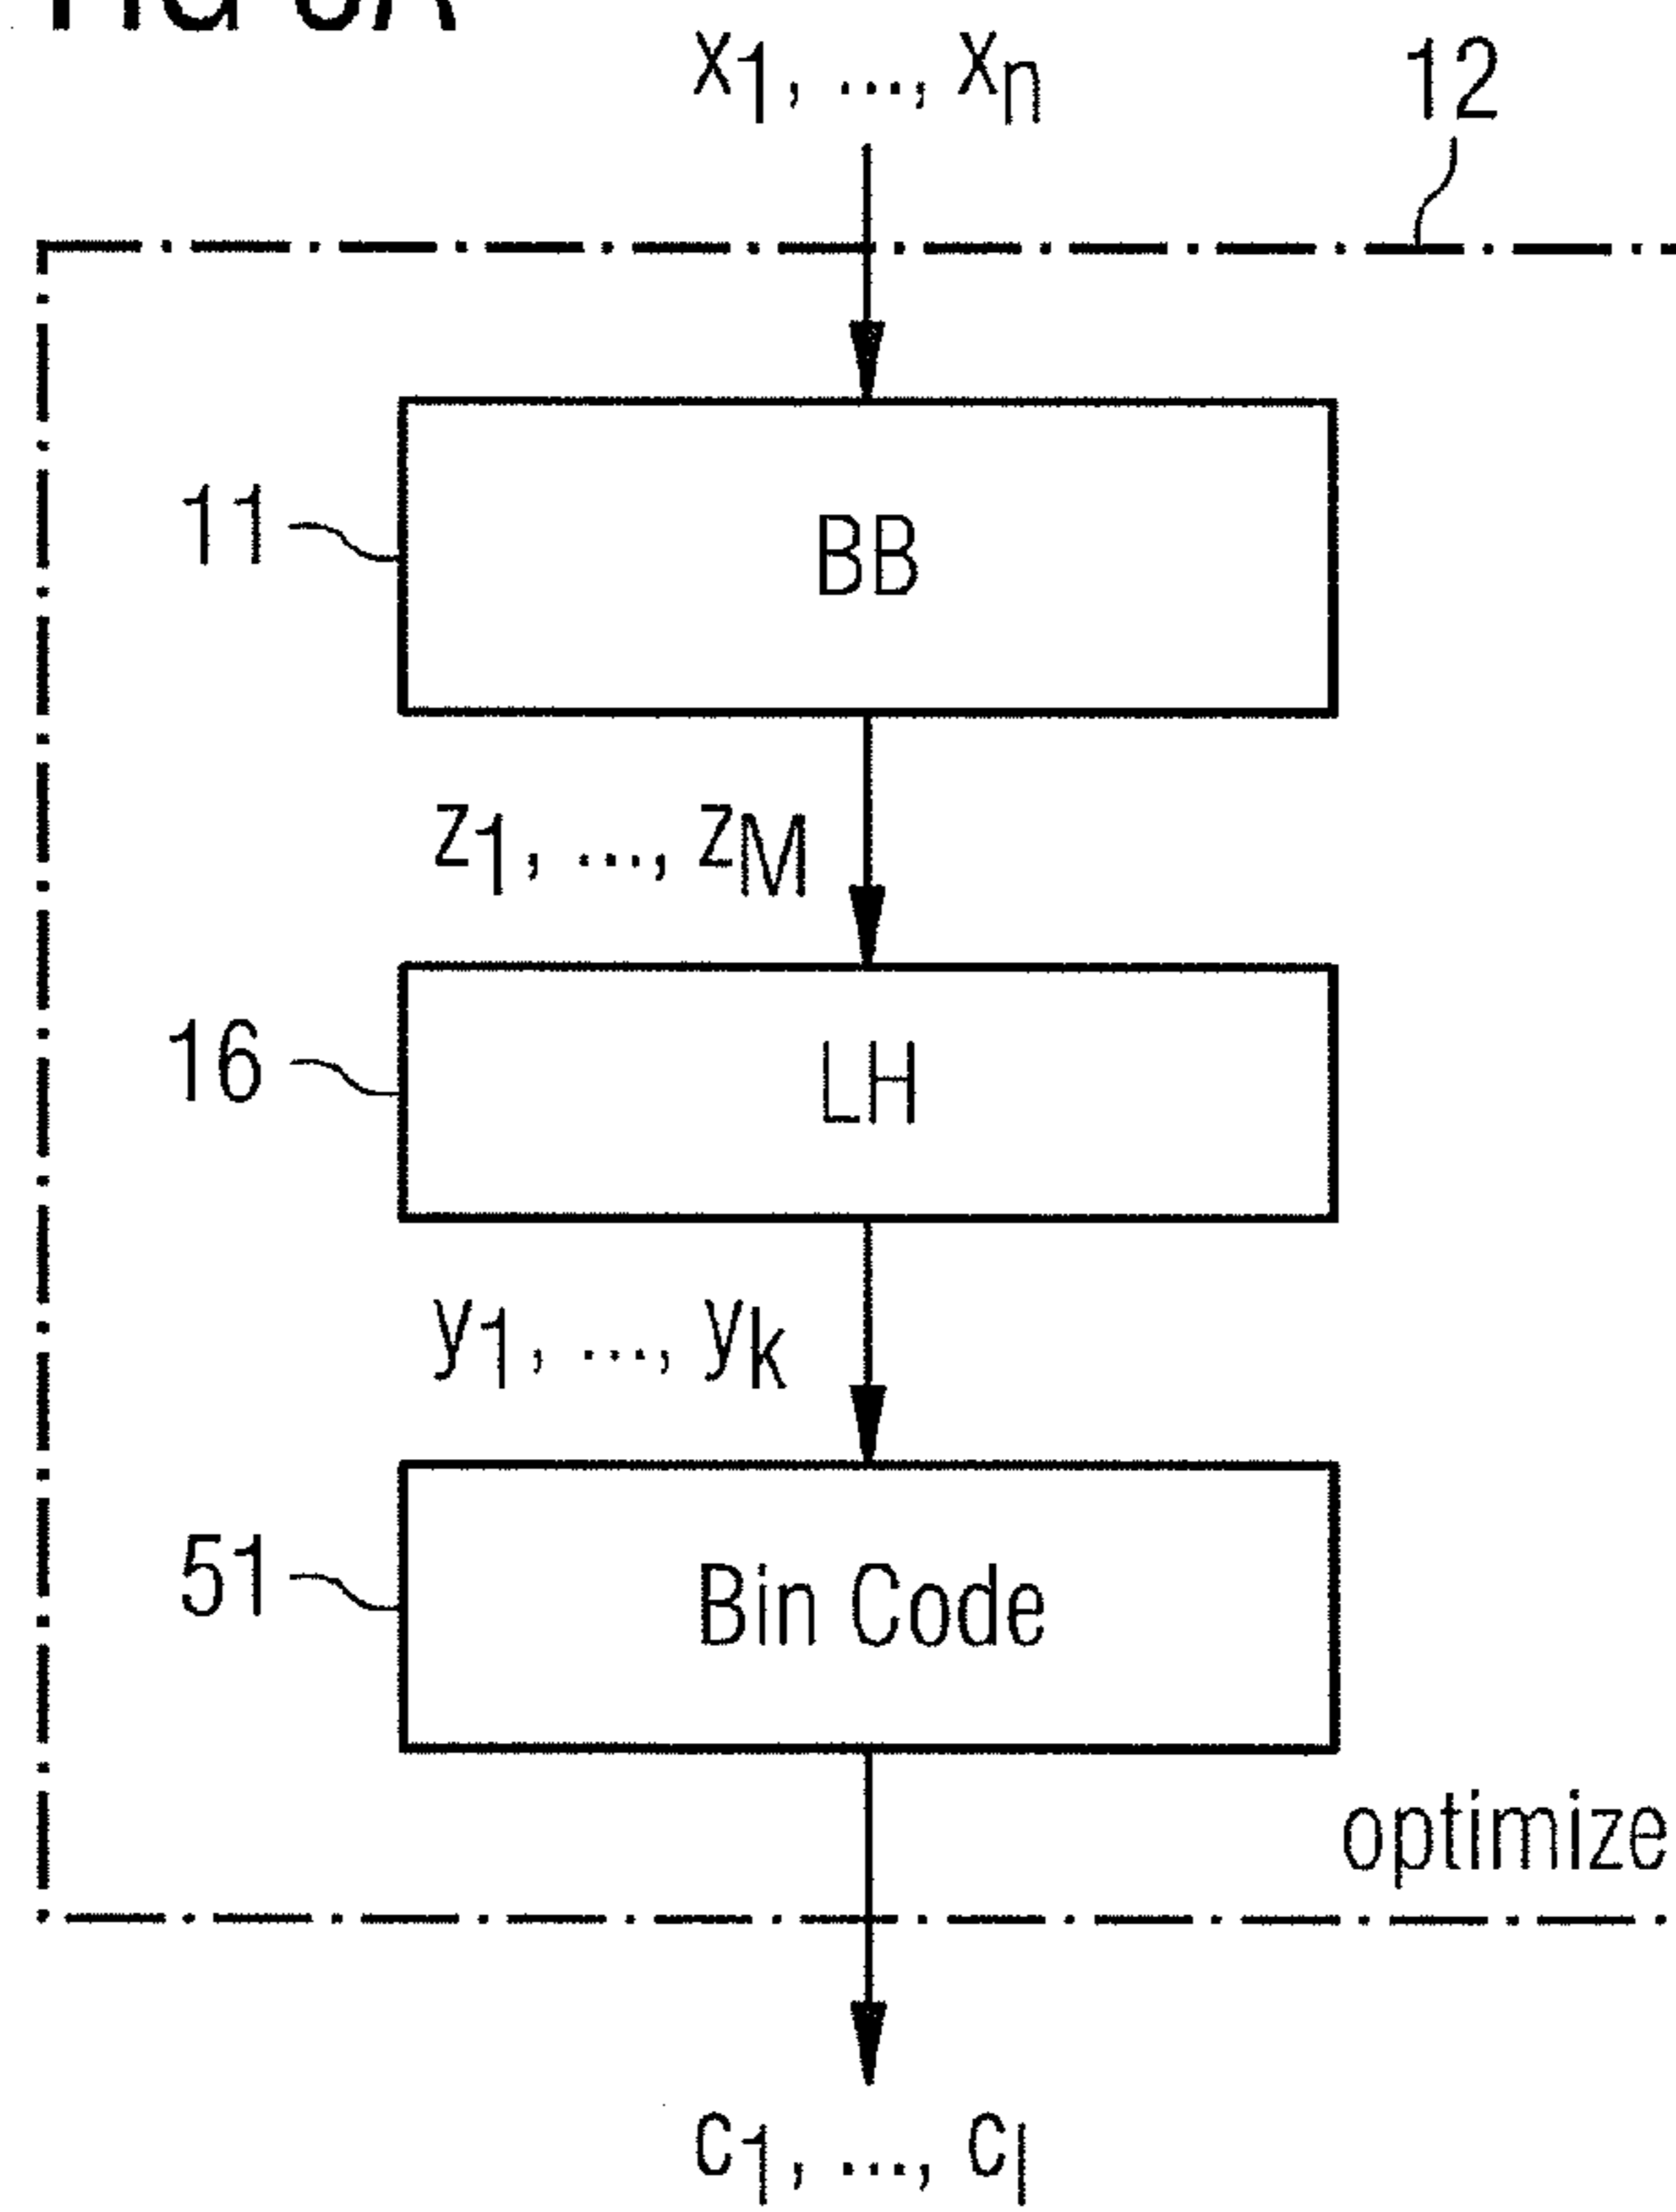 x1, ..., xn
12
11
BB
z1, ..., zM
16
LH
y1, ..., yk
51
Bin Code
optimize
c1, ..., cl